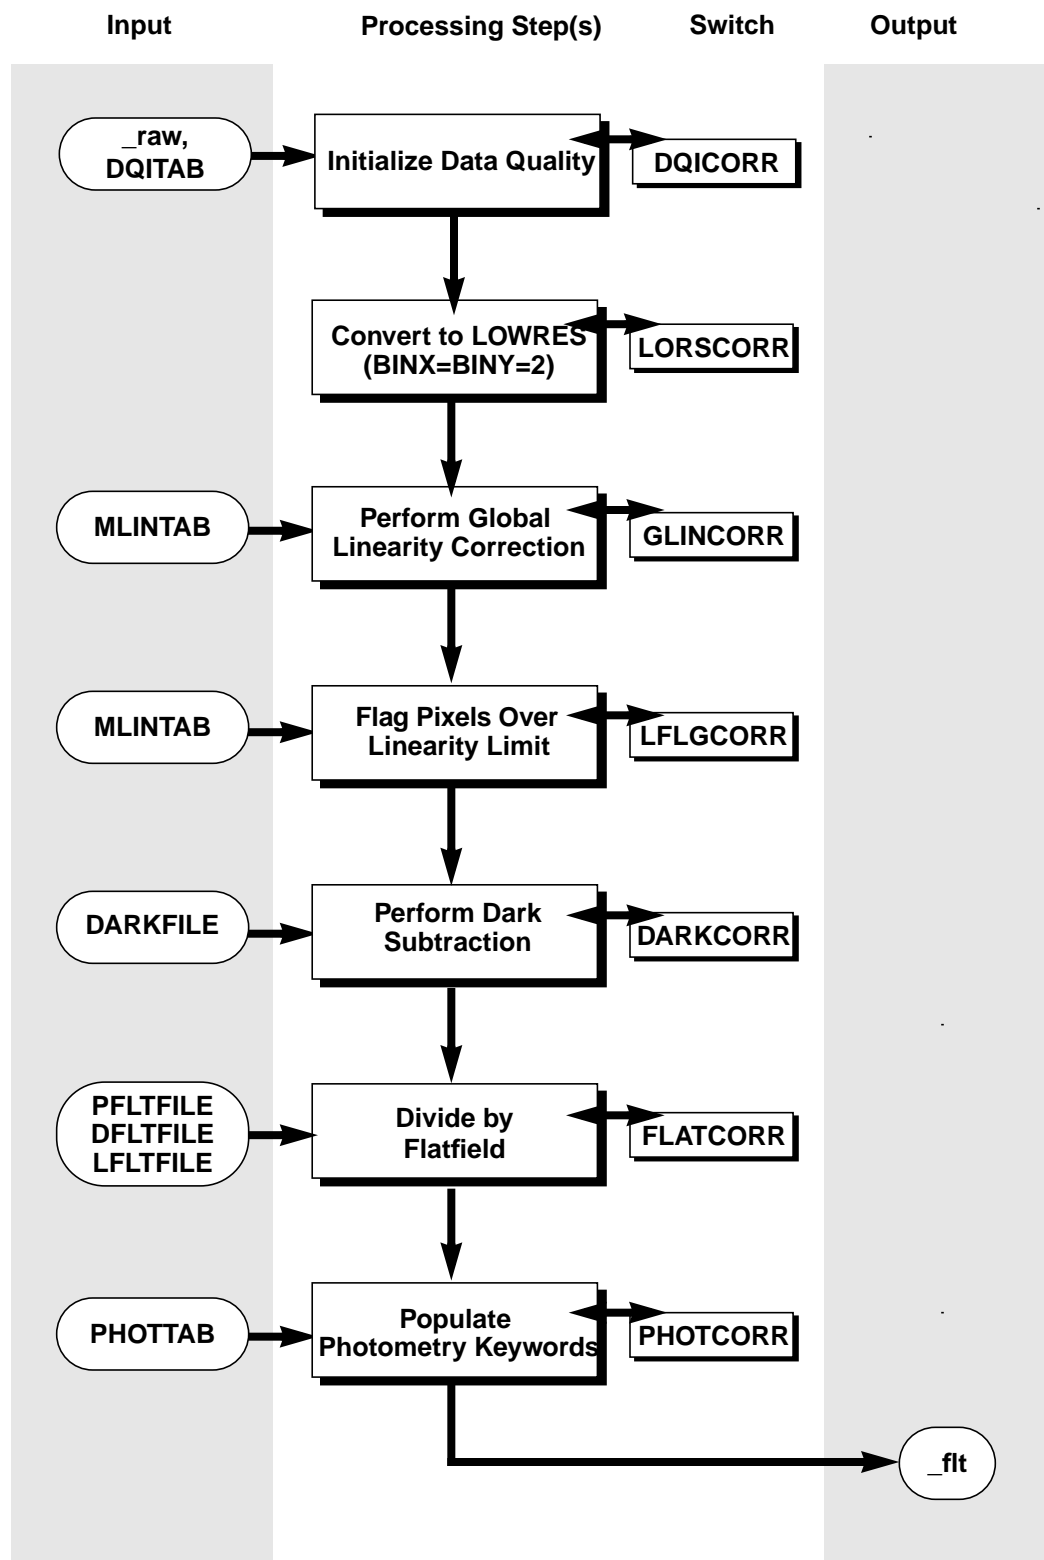 Input
Processing Step(s)
Switch
Output
_raw,
DQITAB
Initialize Data Quality
DQICORR
Convert to LOWRES
(BINX=BINY=2)
LORSCORR
MLINTAB
Perform Global
Linearity Correction
GLINCORR
MLINTAB
Flag Pixels Over
Linearity Limit
LFLGCORR
DARKFILE
Perform Dark
Subtraction
DARKCORR
PFLTFILE
DFLTFILE
LFLTFILE
Divide by
Flatfield
FLATCORR
PHOTTAB
Populate
Photometry Keywords
PHOTCORR
_flt